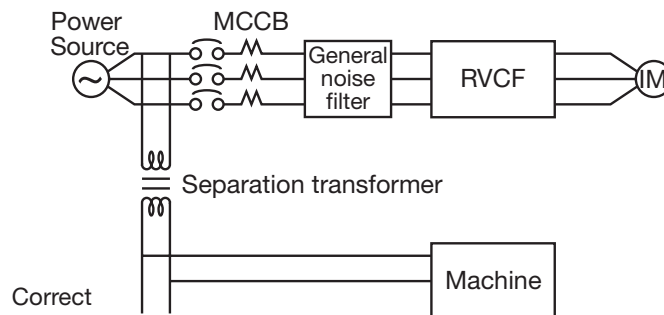 Power
Source
MCCB
General
noise
filter
RVCF
IM
Separation transformer
Machine
Correct